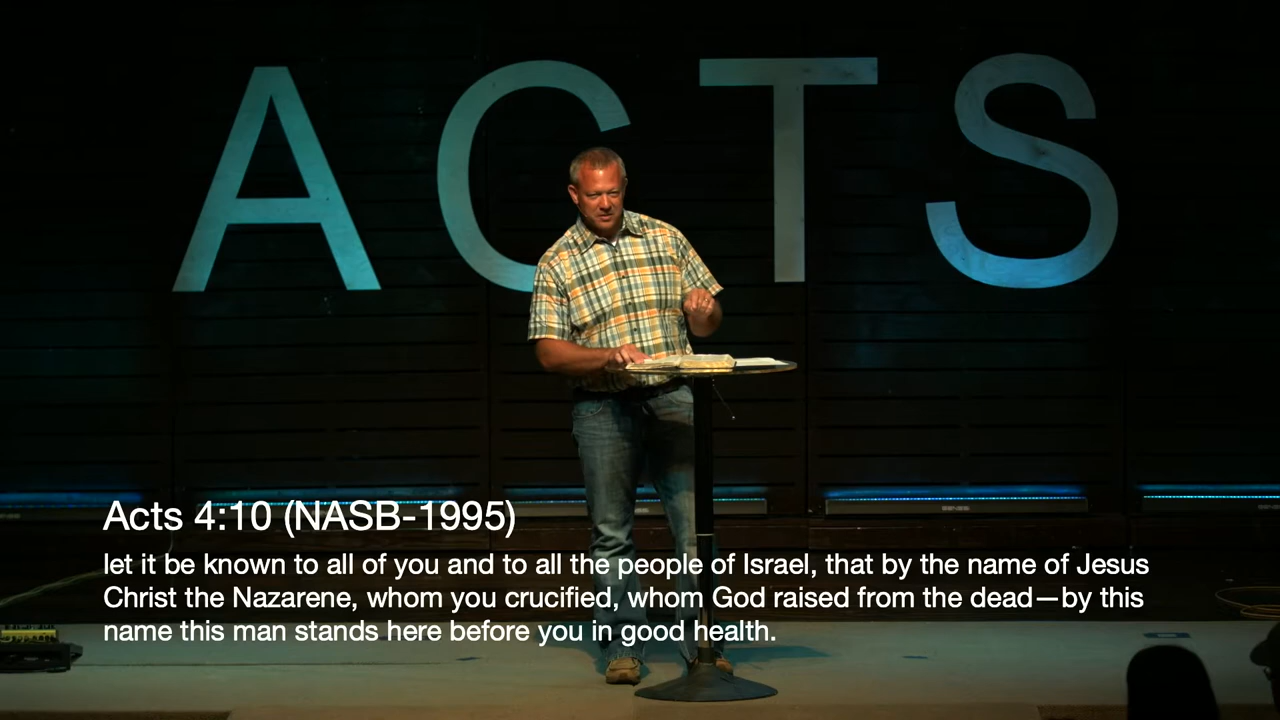 ACTS
Acts 4:10 (NASB-1995)
let it be known to all of you and to all the people of Israel, that by the name of Jesus
Christ the Nazarene, whom you crucified, whom God raised from the dead—by this
name this man stands here before you in good health.